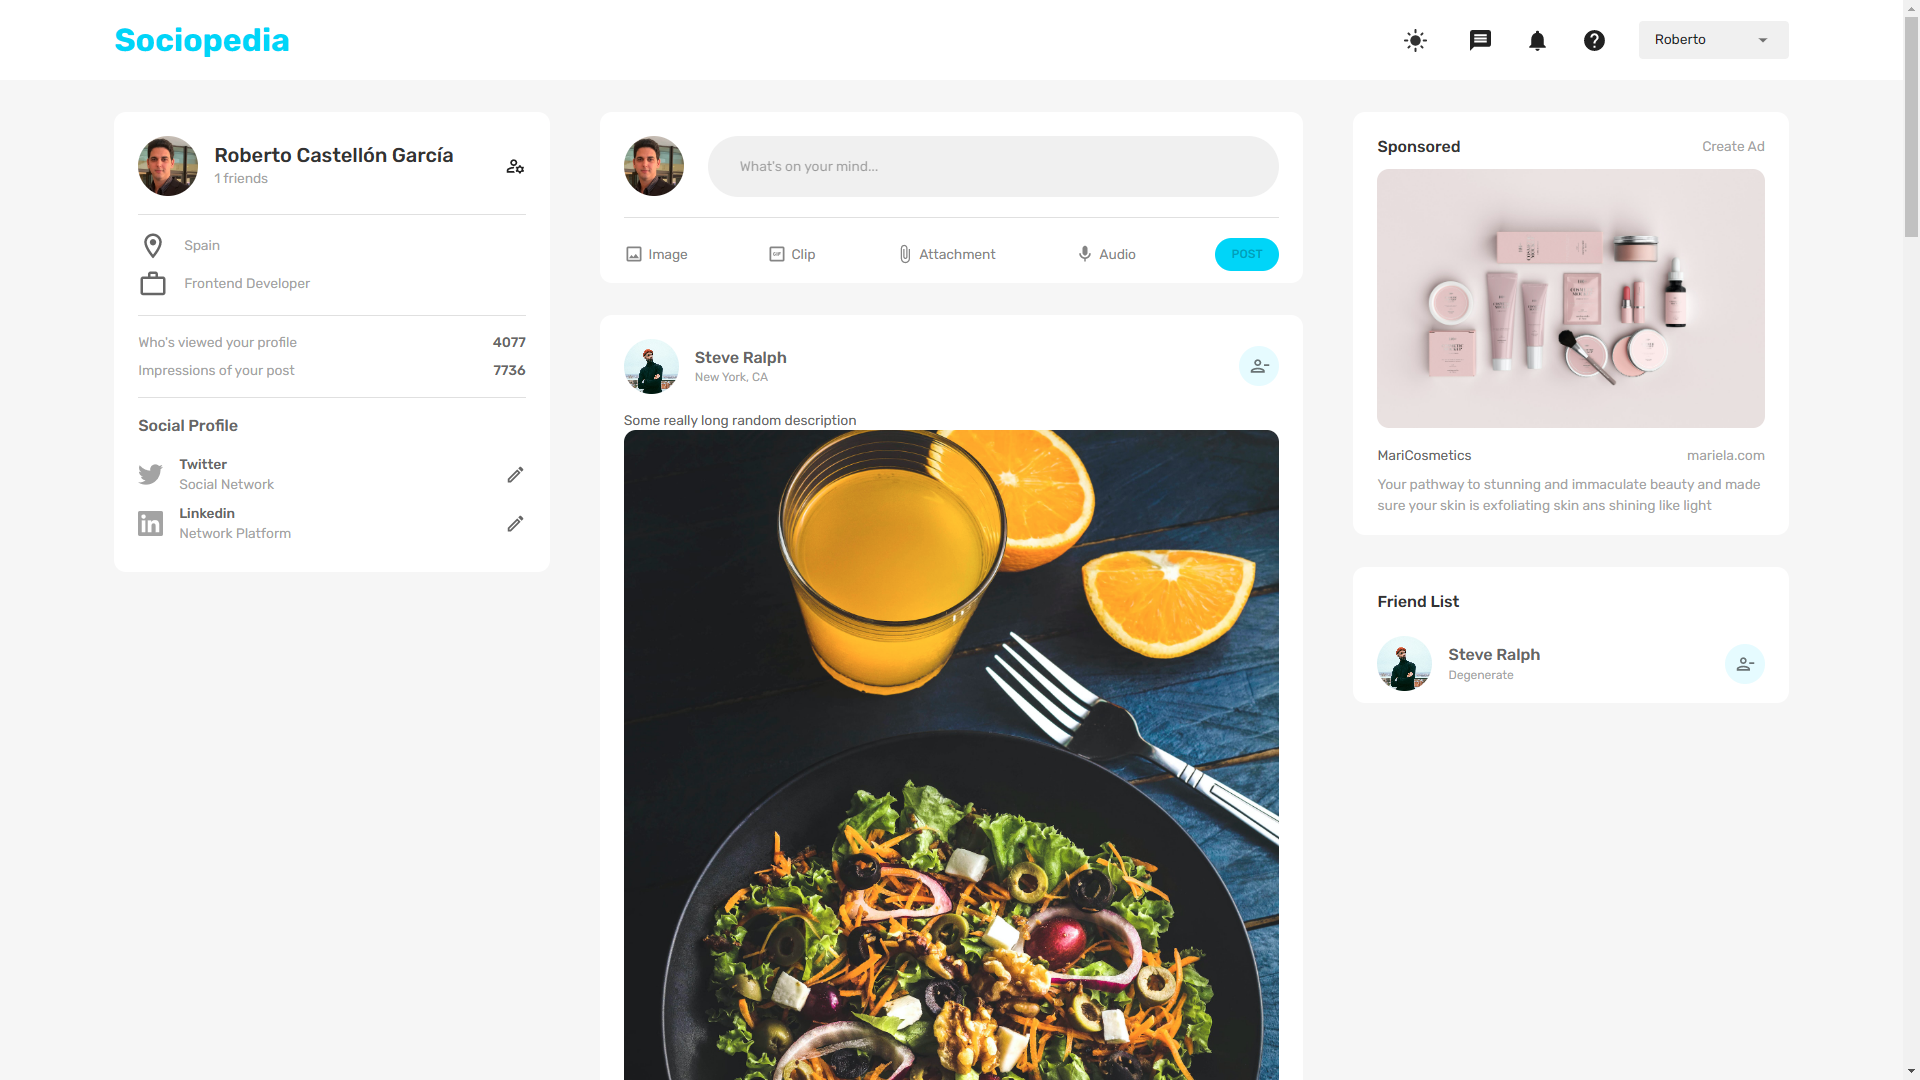 Sociopedia
Roberto
Roberto Castellón García
1 friends
Spain
Frontend Developer
Who's viewed your profile 4077
Impressions of your post 7736
Social Profile
Twitter
Social Network
Linkedin
Network Platform
What's on your mind...
Image Clip Attachment Audio POST
Steve Ralph
New York, CA
Some really long random description
Sponsored Create Ad
MariCosmetics mariela.com
Your pathway to stunning and immaculate beauty and made
sure your skin is exfoliating skin ans shining like light
Friend List
Steve Ralph
Degenerate